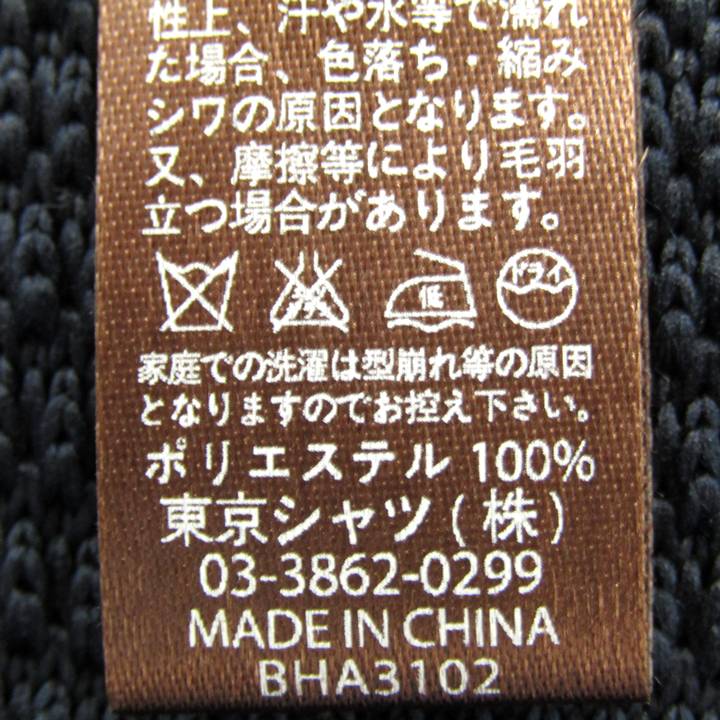 性上、汗や水等で濡れ
た場合、色落ち・縮み
シワの原因となります。
又、摩擦等により毛羽
立つ場合があります。
低 ドライ
家庭での洗濯は型崩れ等の原因
となりますのでお控え下さい。
ポリエステル 100%
東京シャツ(株)
03-3862-0299
MADE IN CHINA
BHA3102